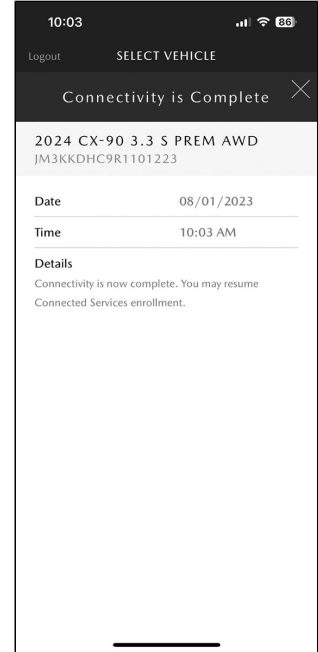 10:03
86
Logout SELECT VEHICLE
Connectivity is Complete
2024 CX-90 3.3 S PREM AWD
JM3KKDHC9R1101223
Date 08/01/2023
Time 10:03 AM
Details
Connectivity is now complete. You may resume
Connected Services enrollment.